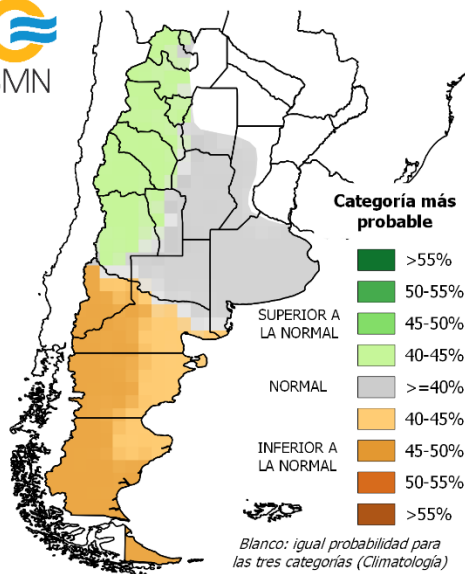 SMN
Categoría más
probable
>55%
50-55%
SUPERIOR A
LA NORMAL
45-50%
40-45%
NORMAL
>=40%
40-45%
INFERIOR A
LA NORMAL
45-50%
50-55%
>55%
Blanco: igual probabilidad para
las tres categorías (Climatología)